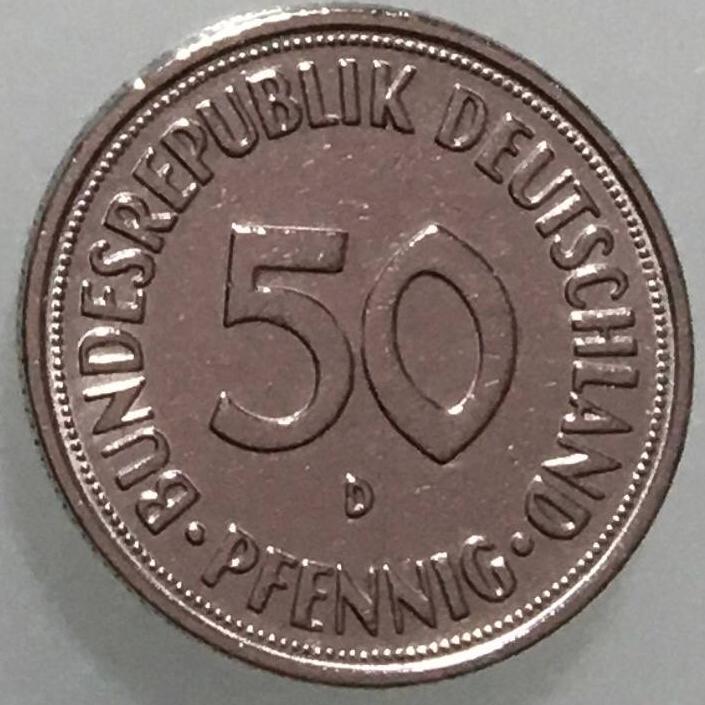 BUNDESREPUBLIK DEUTSCHLAND
50
D
· PFENNIG ·